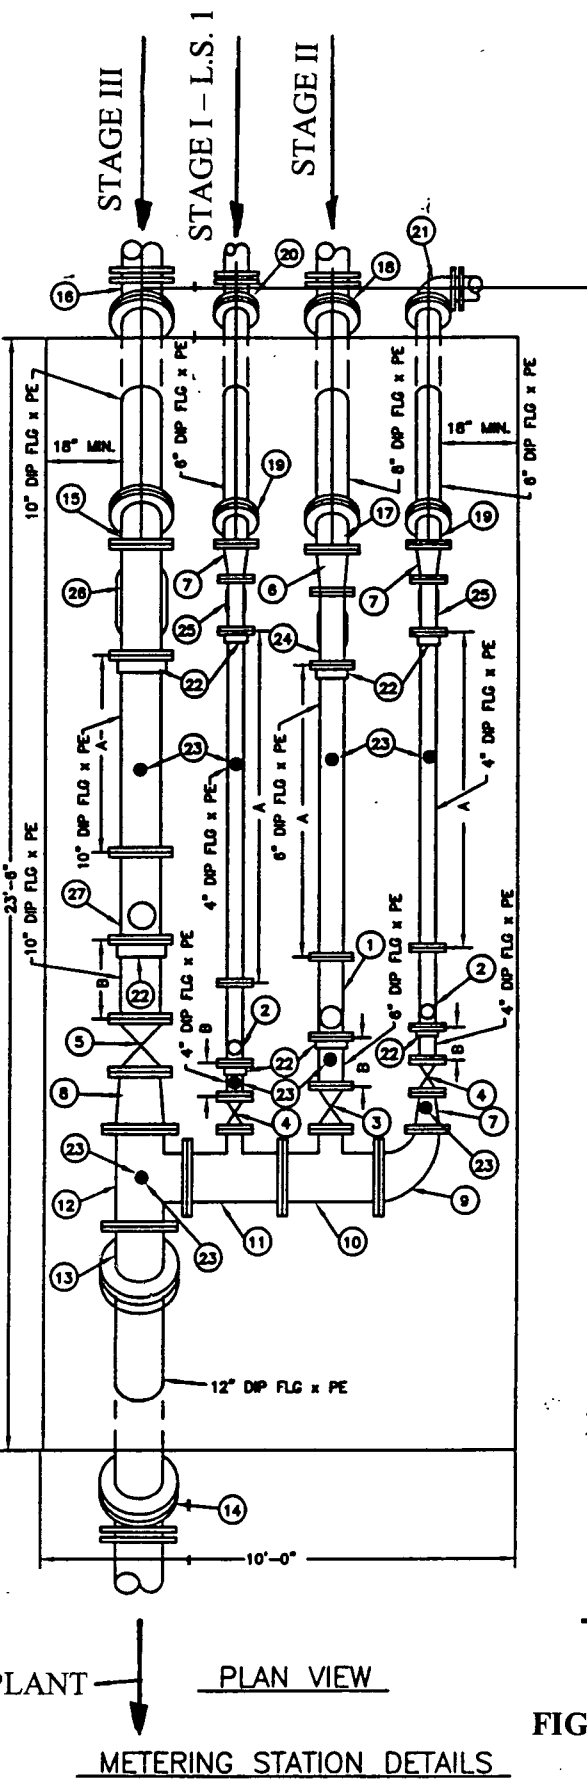 STAGE III
STAGE I – L.S. 1
STAGE II
21
20
18
16
10" DIP FLG x PE
6" DIP FLG x PE
8" DIP FLG x PE
6" DIP FLG x PE
18" MIN.
18" MIN.
15
19
17
19
7
6
7
26
25
24
25
22
22
22
10" DIP FLG x PE
A
23
4" DIP FLG x PE
A
6" DIP FLG x PE
A
23
4" DIP FLG x PE
A
23'-6"
10" DIP FLG x PE
27
B
22
4" DIP FLG x PE
B
2
1
6" DIP FLG x PE
B
2
4" DIP FLG x PE
B
22
22
5
23
8
4
3
4
7
23
23
12
23
11
10
9
13
12" DIP FLG x PE
14
10'-0"
PLANT
PLAN VIEW
FIG
METERING STATION DETAILS